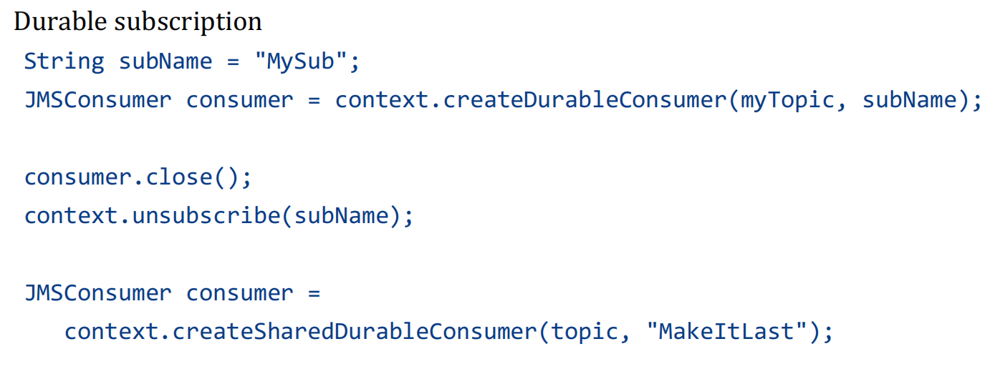 Durable subscription
String subName = "MySub";
JMSConsumer consumer = context.createDurableConsumer(myTopic, subName);
consumer.close();
context.unsubscribe(subName);
JMSConsumer consumer =
context.createSharedDurableConsumer(topic, "MakeItLast");